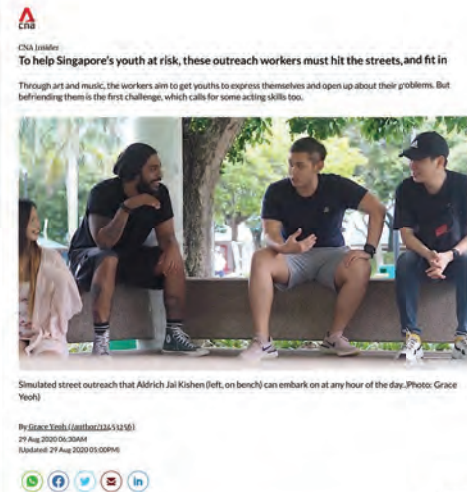 cna
CNA Insider
To help Singapore's youth at risk, these outreach workers must hit the streets, and fit in
Through art and music, the workers aim to get youths to express themselves and open up about their problems. But
befriending them is the first challenge, which calls for some acting skills too.
Simulated street outreach that Aldrich Jai Kishen (left, on bench) can embark on at any hour of the day. (Photo: Grace
Yeoh)
By Grace Yeoh (/author/12451256)
29 Aug 2020 06:30AM
(Updated: 29 Aug 2020 05:00PM)